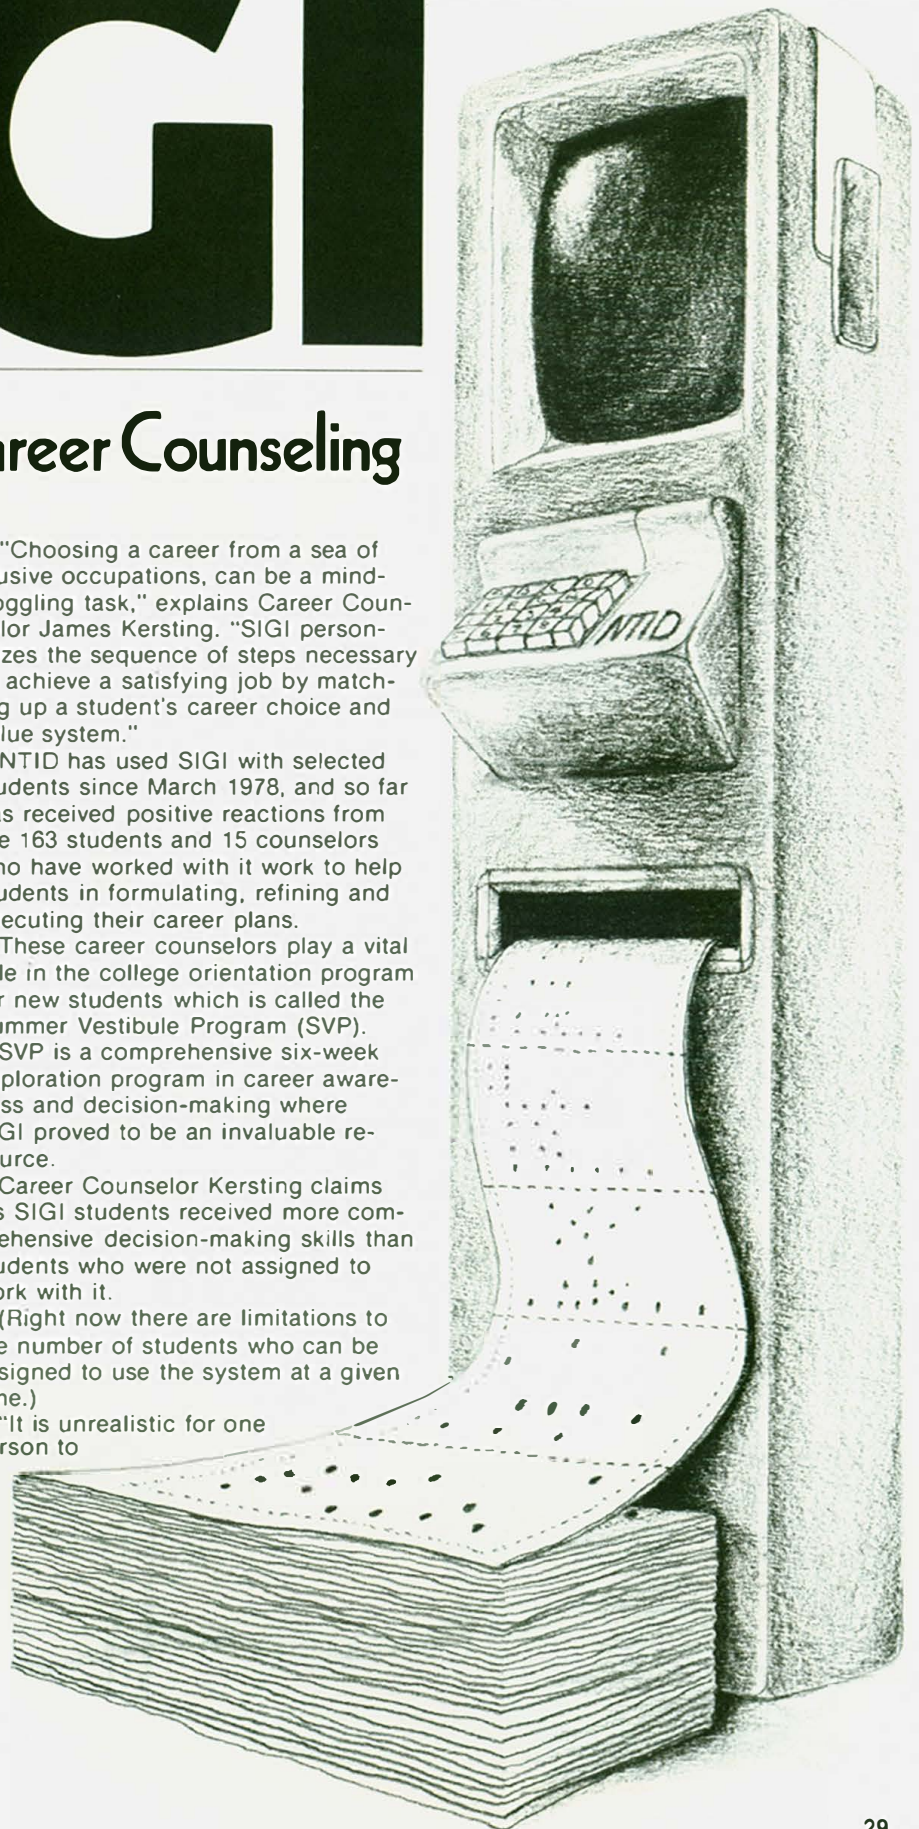 GI
areer Counseling
"Choosing a career from a sea of
usive occupations, can be a mind-
oggling task," explains Career Coun-
lor James Kersting. "SIGI person-
izes the sequence of steps necessary
achieve a satisfying job by match-
g up a student's career choice and
lue system."
NTID has used SIGI with selected
udents since March 1978, and so far
as received positive reactions from
e 163 students and 15 counselors
ho have worked with it work to help
udents in formulating, refining and
ecuting their career plans.
These career counselors play a vital
le in the college orientation program
r new students which is called the
ummer Vestibule Program (SVP).
SVP is a comprehensive six-week
ploration program in career aware-
ss and decision-making where
GI proved to be an invaluable re-
urce.
Career Counselor Kersting claims
s SIGI students received more com-
ehensive decision-making skills than
udents who were not assigned to
ork with it.
(Right now there are limitations to
e number of students who can be
signed to use the system at a given
me.)
"It is unrealistic for one
rson to
NTID
29